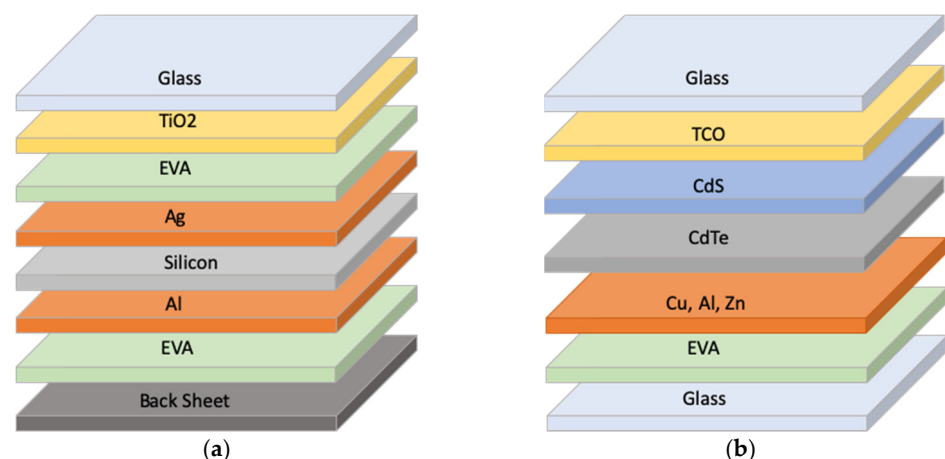 Glass
TiO2
EVA
Ag
Silicon
Al
EVA
Back Sheet
(a)
Glass
TCO
CdS
CdTe
Cu, Al, Zn
EVA
Glass
(b)